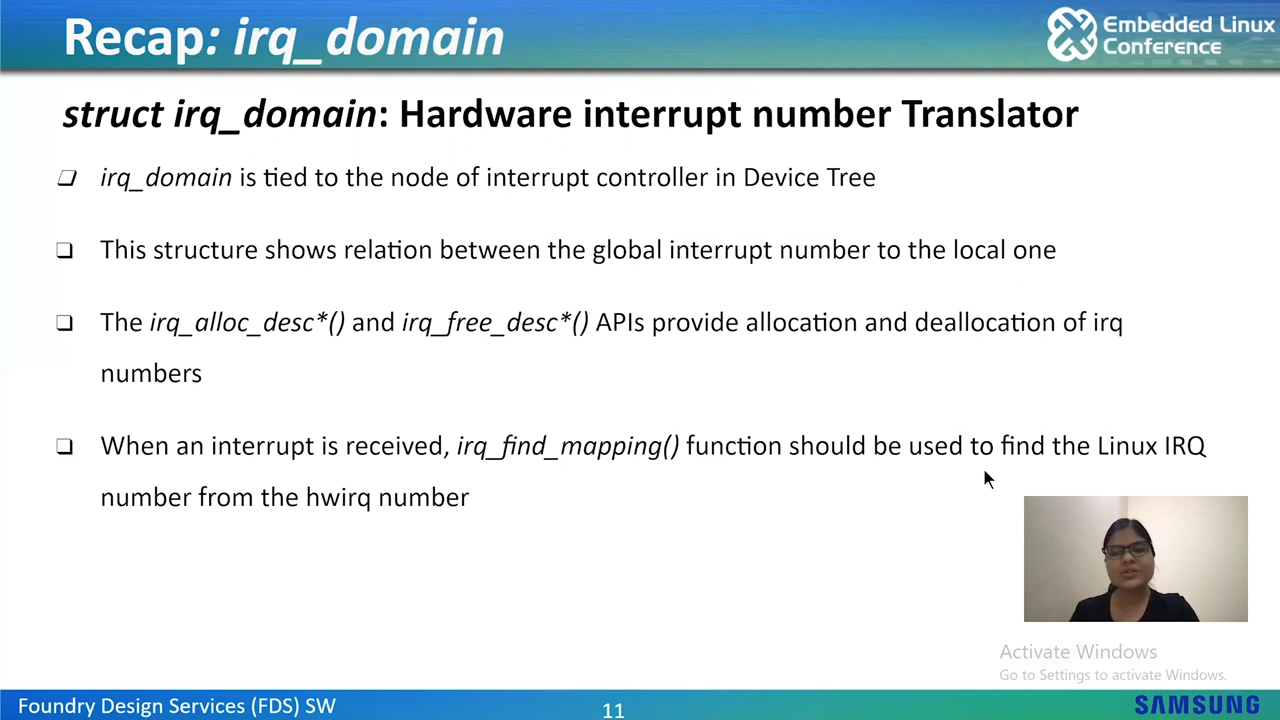 Recap: irq_domain
Embedded Linux
Conference
struct irq_domain: Hardware interrupt number Translator
❑ irq_domain is tied to the node of interrupt controller in Device Tree
❑ This structure shows relation between the global interrupt number to the local one
❑ The irq_alloc_desc*() and irq_free_desc*() APIs provide allocation and deallocation of irq
numbers
❑ When an interrupt is received, irq_find_mapping() function should be used to find the Linux IRQ
number from the hwirq number
Activate Windows
Go to Settings to activate Windows.
Foundry Design Services (FDS) SW
11
SAMSUNG